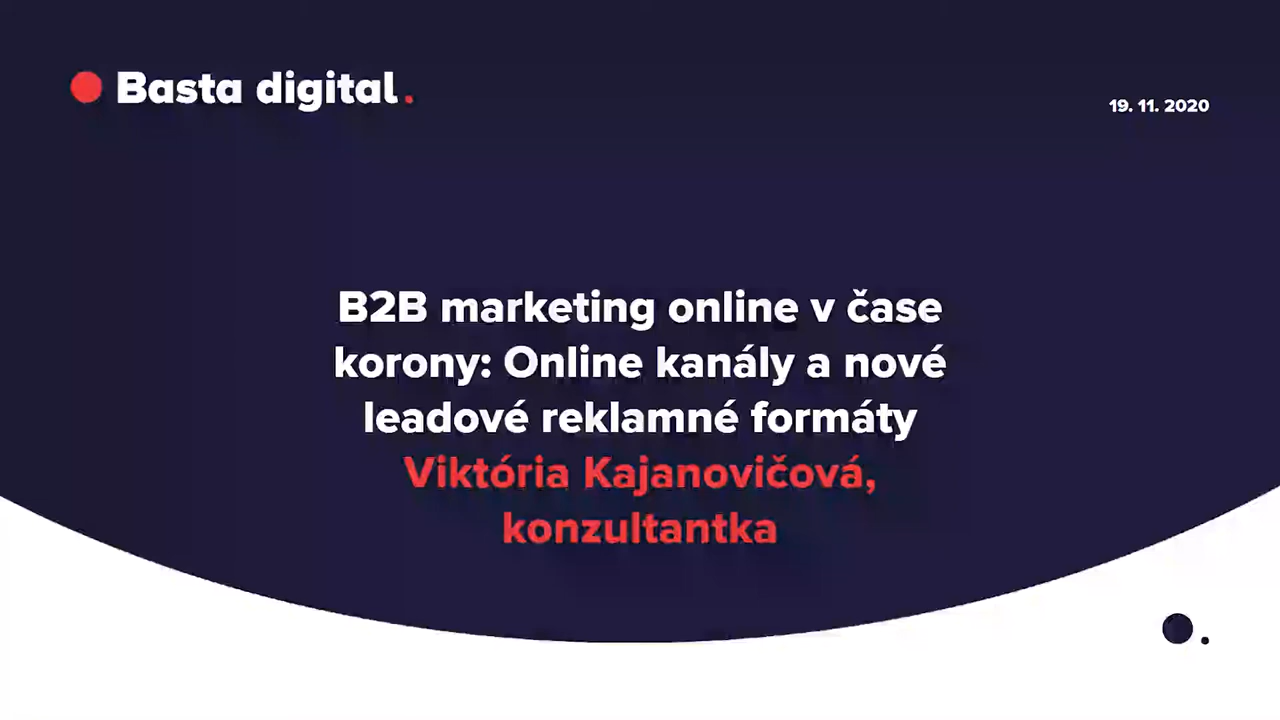 Basta digital.
19. 11. 2020
B2B marketing online v čase
korony: Online kanály a nové
leadové reklamné formáty
Viktória Kajanovičová,
konzultantka